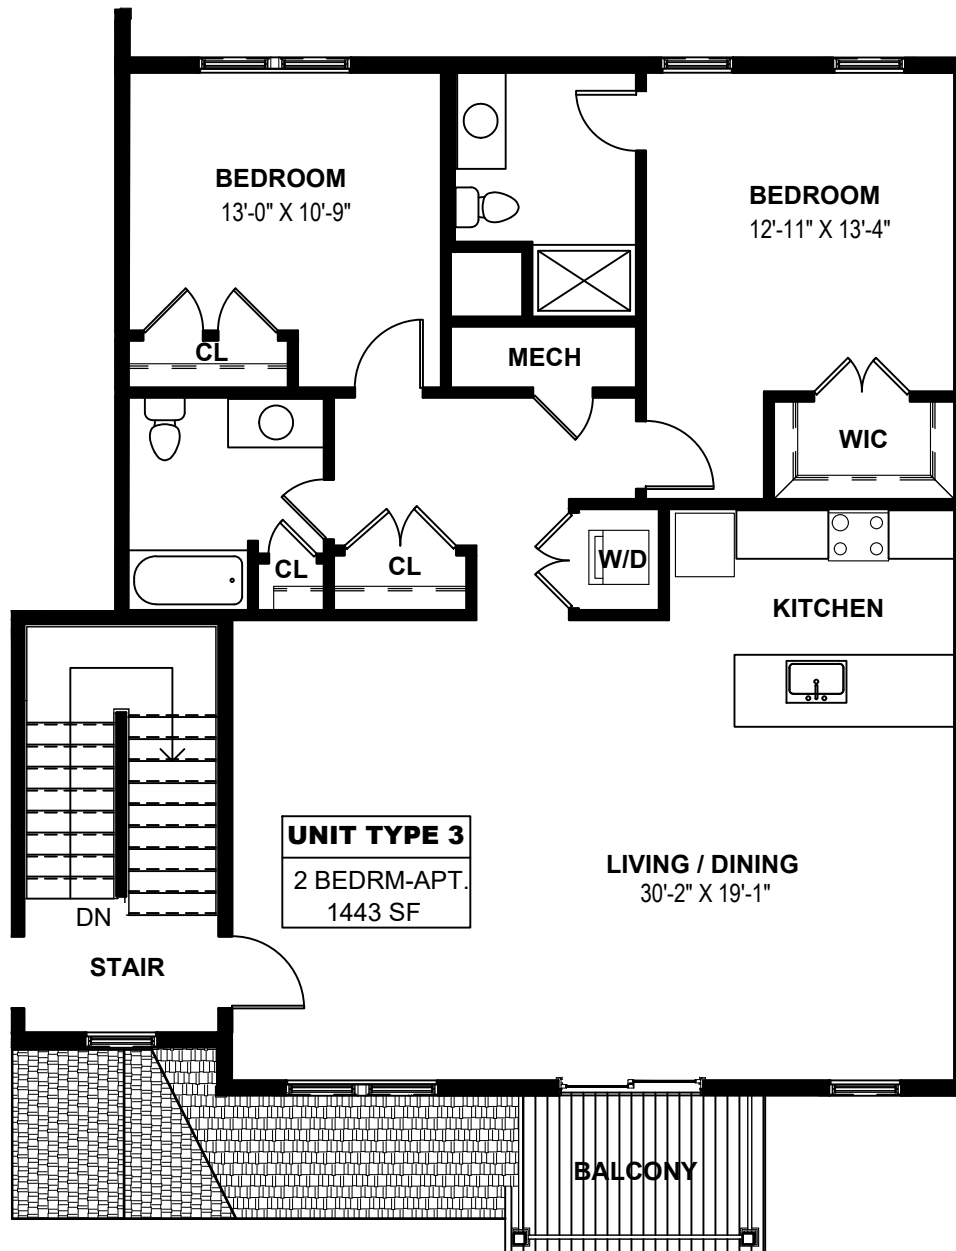 BEDROOM
13'-0" X 10'-9"
BEDROOM
12'-11" X 13'-4"
CL
MECH
WIC
CL
CL
W/D
KITCHEN
UNIT TYPE 3
2 BEDRM-APT.
1443 SF
LIVING / DINING
30'-2" X 19'-1"
DN
STAIR
BALCONY